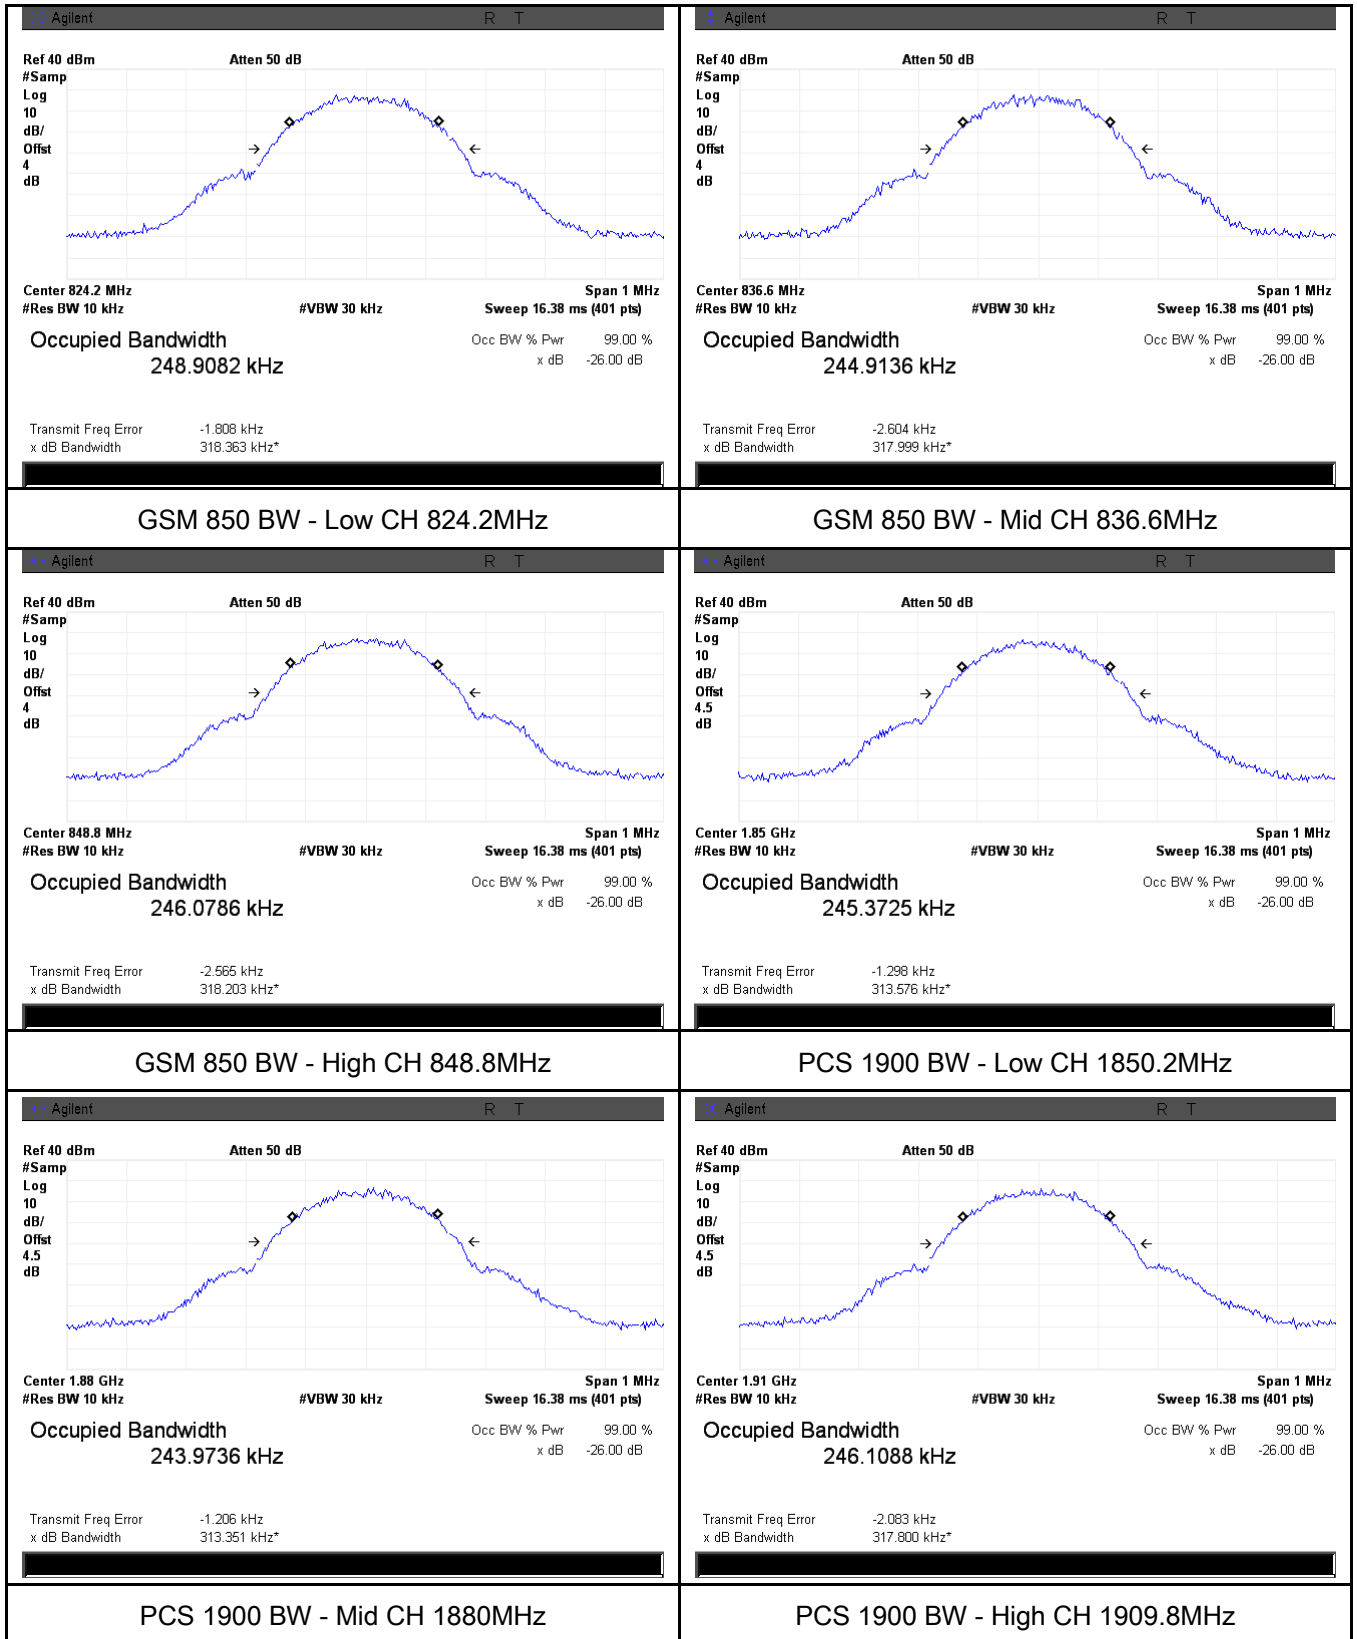 Agilent R T
Ref 40 dBm Atten 50 dB
#Samp
Log
10
dB/
Offst
4
dB
Center 824.2 MHz Span 1 MHz
#Res BW 10 kHz #VBW 30 kHz Sweep 16.38 ms (401 pts)
Occupied Bandwidth Occ BW % Pwr 99.00 %
248.9082 kHz x dB -26.00 dB
Transmit Freq Error -1.808 kHz
x dB Bandwidth 318.363 kHz*
GSM 850 BW - Low CH 824.2MHz
Agilent R T
Ref 40 dBm Atten 50 dB
#Samp
Log
10
dB/
Offst
4
dB
Center 836.6 MHz Span 1 MHz
#Res BW 10 kHz #VBW 30 kHz Sweep 16.38 ms (401 pts)
Occupied Bandwidth Occ BW % Pwr 99.00 %
244.9136 kHz x dB -26.00 dB
Transmit Freq Error -2.604 kHz
x dB Bandwidth 317.999 kHz*
GSM 850 BW - Mid CH 836.6MHz
Agilent R T
Ref 40 dBm Atten 50 dB
#Samp
Log
10
dB/
Offst
4
dB
Center 848.8 MHz Span 1 MHz
#Res BW 10 kHz #VBW 30 kHz Sweep 16.38 ms (401 pts)
Occupied Bandwidth Occ BW % Pwr 99.00 %
246.0786 kHz x dB -26.00 dB
Transmit Freq Error -2.565 kHz
x dB Bandwidth 318.203 kHz*
GSM 850 BW - High CH 848.8MHz
Agilent R T
Ref 40 dBm Atten 50 dB
#Samp
Log
10
dB/
Offst
4.5
dB
Center 1.85 GHz Span 1 MHz
#Res BW 10 kHz #VBW 30 kHz Sweep 16.38 ms (401 pts)
Occupied Bandwidth Occ BW % Pwr 99.00 %
245.3725 kHz x dB -26.00 dB
Transmit Freq Error -1.298 kHz
x dB Bandwidth 313.576 kHz*
PCS 1900 BW - Low CH 1850.2MHz
Agilent R T
Ref 40 dBm Atten 50 dB
#Samp
Log
10
dB/
Offst
4.5
dB
Center 1.88 GHz Span 1 MHz
#Res BW 10 kHz #VBW 30 kHz Sweep 16.38 ms (401 pts)
Occupied Bandwidth Occ BW % Pwr 99.00 %
243.9736 kHz x dB -26.00 dB
Transmit Freq Error -1.206 kHz
x dB Bandwidth 313.351 kHz*
PCS 1900 BW - Mid CH 1880MHz
Agilent R T
Ref 40 dBm Atten 50 dB
#Samp
Log
10
dB/
Offst
4.5
dB
Center 1.91 GHz Span 1 MHz
#Res BW 10 kHz #VBW 30 kHz Sweep 16.38 ms (401 pts)
Occupied Bandwidth Occ BW % Pwr 99.00 %
246.1088 kHz x dB -26.00 dB
Transmit Freq Error -2.083 kHz
x dB Bandwidth 317.800 kHz*
PCS 1900 BW - High CH 1909.8MHz